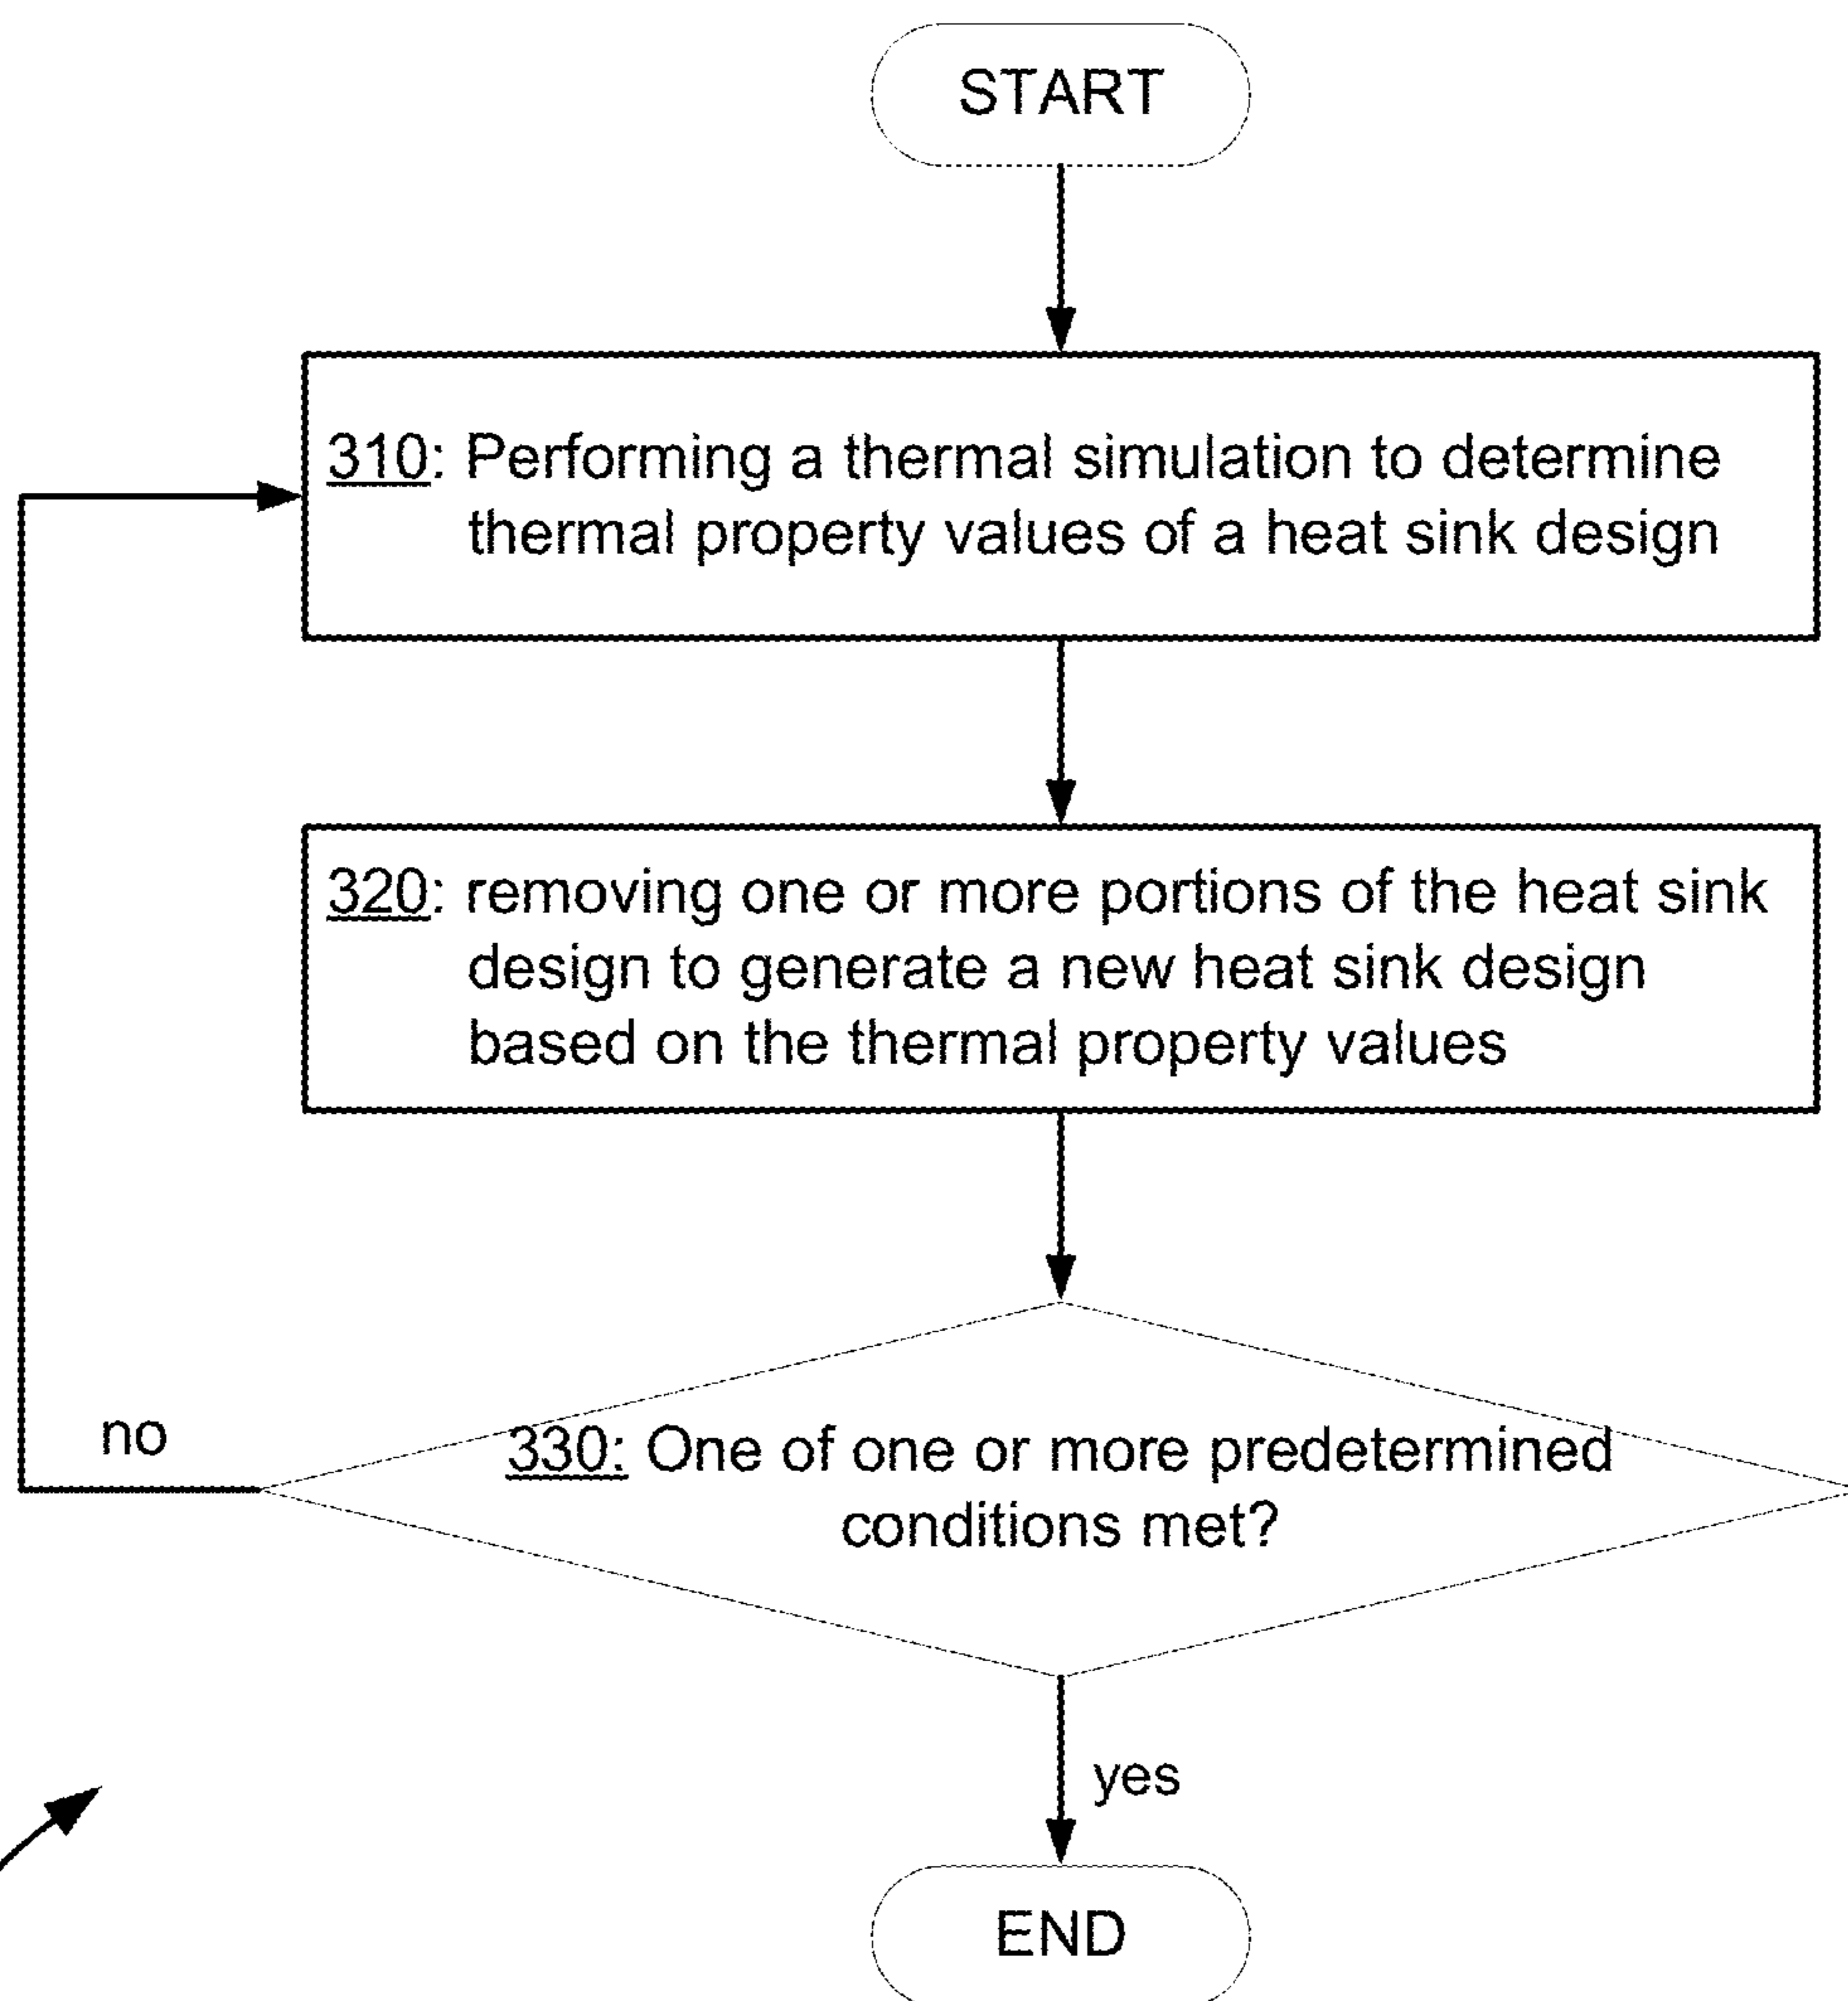 START
310: Performing a thermal simulation to determine
thermal property values of a heat sink design
320: removing one or more portions of the heat sink
design to generate a new heat sink design
based on the thermal property values
no
330: One of one or more predetermined
conditions met?
yes
END